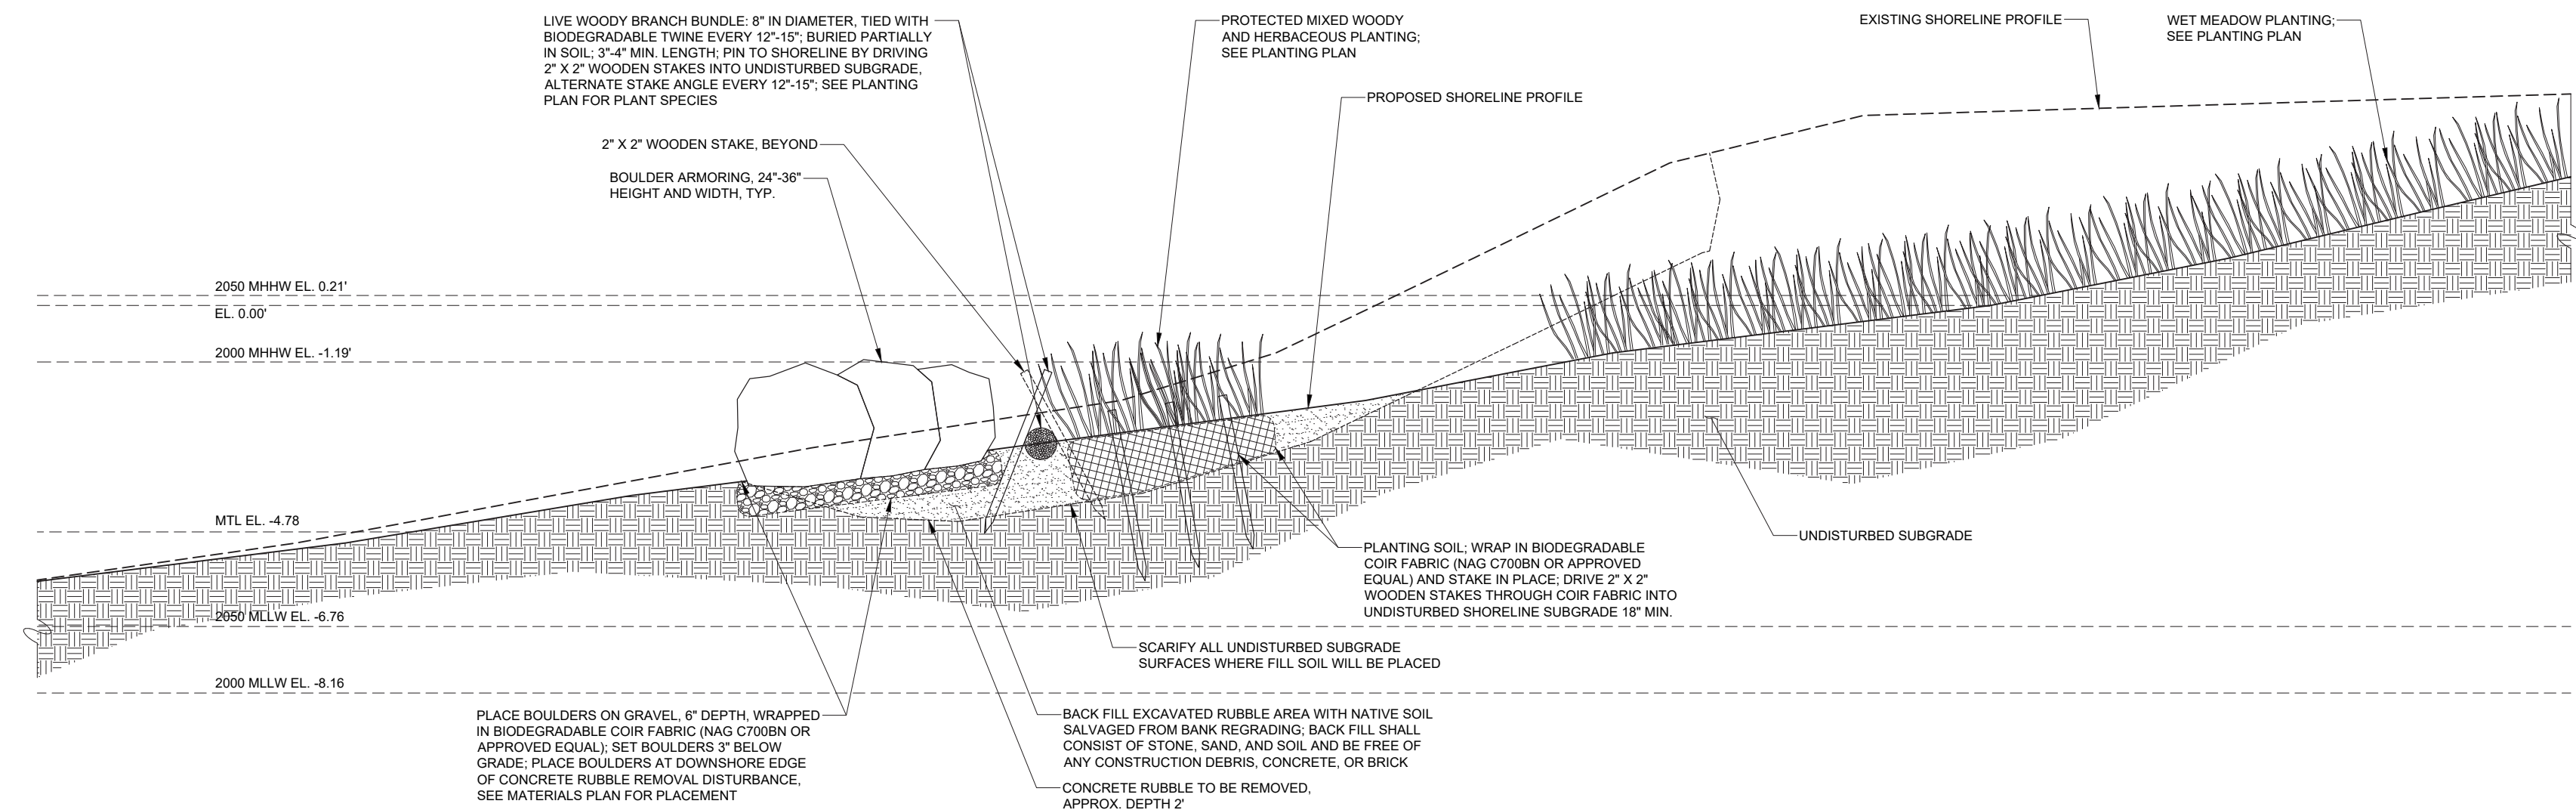 LIVE WOODY BRANCH BUNDLE: 8" IN DIAMETER, TIED WITH
BIODEGRADABLE TWINE EVERY 12"-15"; BURIED PARTIALLY
IN SOIL; 3"-4" MIN. LENGTH; PIN TO SHORELINE BY DRIVING
2" X 2" WOODEN STAKES INTO UNDISTURBED SUBGRADE,
ALTERNATE STAKE ANGLE EVERY 12"-15"; SEE PLANTING
PLAN FOR PLANT SPECIES
PROTECTED MIXED WOODY
AND HERBACEOUS PLANTING;
SEE PLANTING PLAN
EXISTING SHORELINE PROFILE
WET MEADOW PLANTING;
SEE PLANTING PLAN
PROPOSED SHORELINE PROFILE
2" X 2" WOODEN STAKE, BEYOND
BOULDER ARMORING, 24"-36"
HEIGHT AND WIDTH, TYP.
2050 MHHW EL. 0.21'
EL. 0.00'
2000 MHHW EL. -1.19'
MTL EL. -4.78
2050 MLLW EL. -6.76
2000 MLLW EL. -8.16
UNDISTURBED SUBGRADE
PLANTING SOIL; WRAP IN BIODEGRADABLE
COIR FABRIC (NAG C700BN OR APPROVED
EQUAL) AND STAKE IN PLACE; DRIVE 2" X 2"
WOODEN STAKES THROUGH COIR FABRIC INTO
UNDISTURBED SHORELINE SUBGRADE 18" MIN.
SCARIFY ALL UNDISTURBED SUBGRADE
SURFACES WHERE FILL SOIL WILL BE PLACED
PLACE BOULDERS ON GRAVEL, 6" DEPTH, WRAPPED
IN BIODEGRADABLE COIR FABRIC (NAG C700BN OR
APPROVED EQUAL); SET BOULDERS 3" BELOW
GRADE; PLACE BOULDERS AT DOWNSHORE EDGE
OF CONCRETE RUBBLE REMOVAL DISTURBANCE,
SEE MATERIALS PLAN FOR PLACEMENT
BACK FILL EXCAVATED RUBBLE AREA WITH NATIVE SOIL
SALVAGED FROM BANK REGRADING; BACK FILL SHALL
CONSIST OF STONE, SAND, AND SOIL AND BE FREE OF
ANY CONSTRUCTION DEBRIS, CONCRETE, OR BRICK
CONCRETE RUBBLE TO BE REMOVED,
APPROX. DEPTH 2'